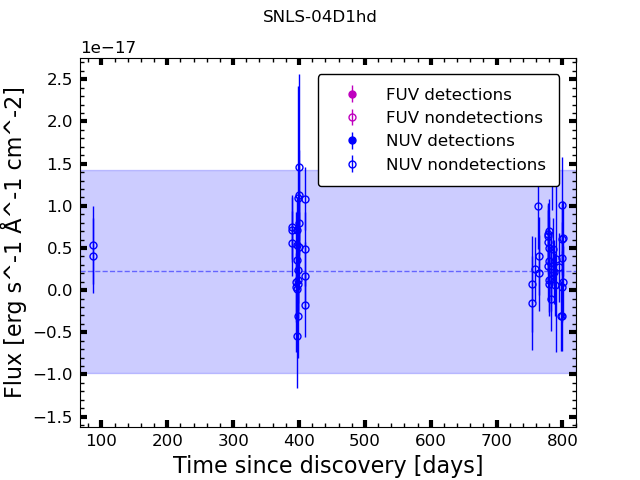 SNLS-04D1hd
1e−17
2.5
2.0
1.5
1.0
0.5
0.0
−0.5
−1.0
−1.5
Flux [erg s^-1 Å^-1 cm^-2]
FUV detections
FUV nondetections
NUV detections
NUV nondetections
100 200 300 400 500 600 700 800
Time since discovery [days]